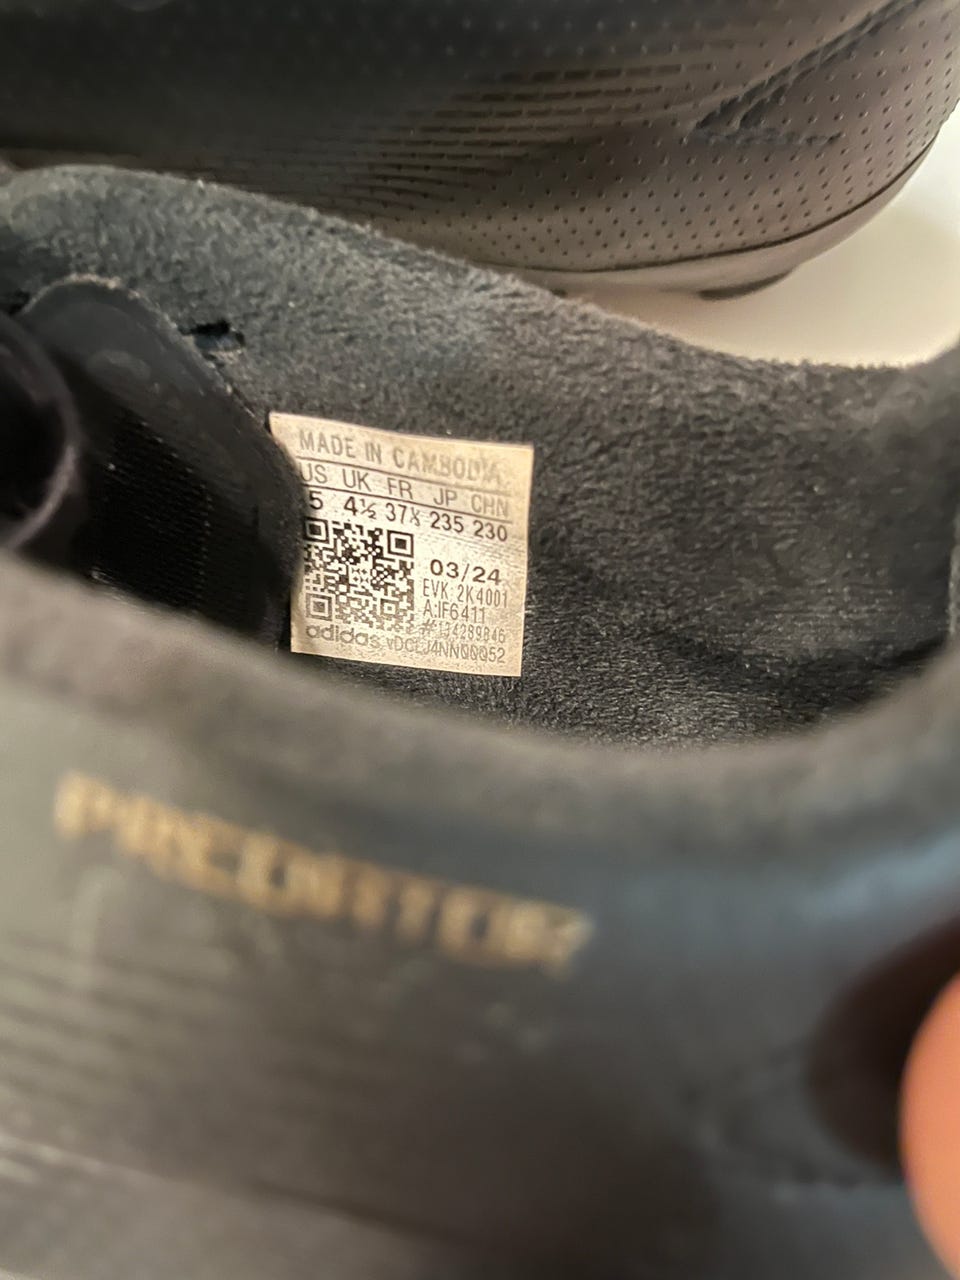 MADE IN CAMBODIA
US UK FR JP CHN
5 4½ 37⅓ 235 230
03/24
EVK: 2K4001
A:IF6411
#134289846
adidas
PREDATOR